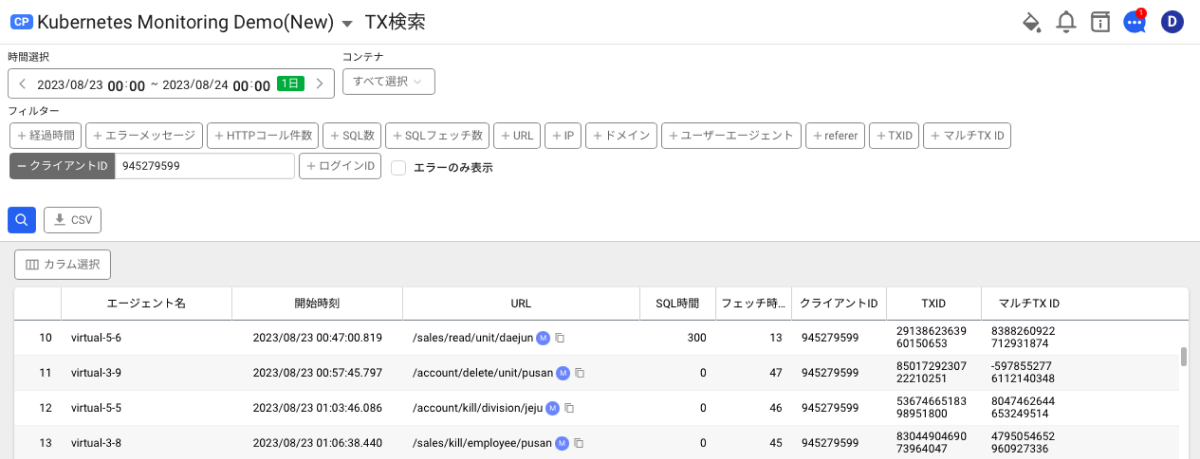 CP Kubernetes Monitoring Demo(New) TX検索 1 D
時間選択 コンテナ
2023/08/23 00:00 ~ 2023/08/24 00:00 1日 すべて選択
フィルター
+経過時間 +エラーメッセージ +HTTPコール件数 +SQL数 +SQLフェッチ数 +URL +IP +ドメイン +ユーザーエージェント +referer +TXID +マルチTX ID
−クライアントID 945279599 +ログインID エラーのみ表示
CSV
カラム選択
エージェント名 開始時刻 URL SQL時間 フェッチ時... クライアントID TXID マルチTX ID
10 virtual-5-6 2023/08/23 00:47:00.819 /sales/read/unit/daejun M 300 13 945279599 29138623639 8388260922
60150653 712931874
11 virtual-3-9 2023/08/23 00:57:45.797 /account/delete/unit/pusan M 0 47 945279599 85017292307 -597855277
22210251 6112140348
12 virtual-5-5 2023/08/23 01:03:46.086 /account/kill/division/jeju M 0 46 945279599 53674665183 8047462644
98951800 653249514
13 virtual-3-8 2023/08/23 01:06:38.440 /sales/kill/employee/pusan M 0 45 945279599 83044904690 4795054652
73964047 960927336